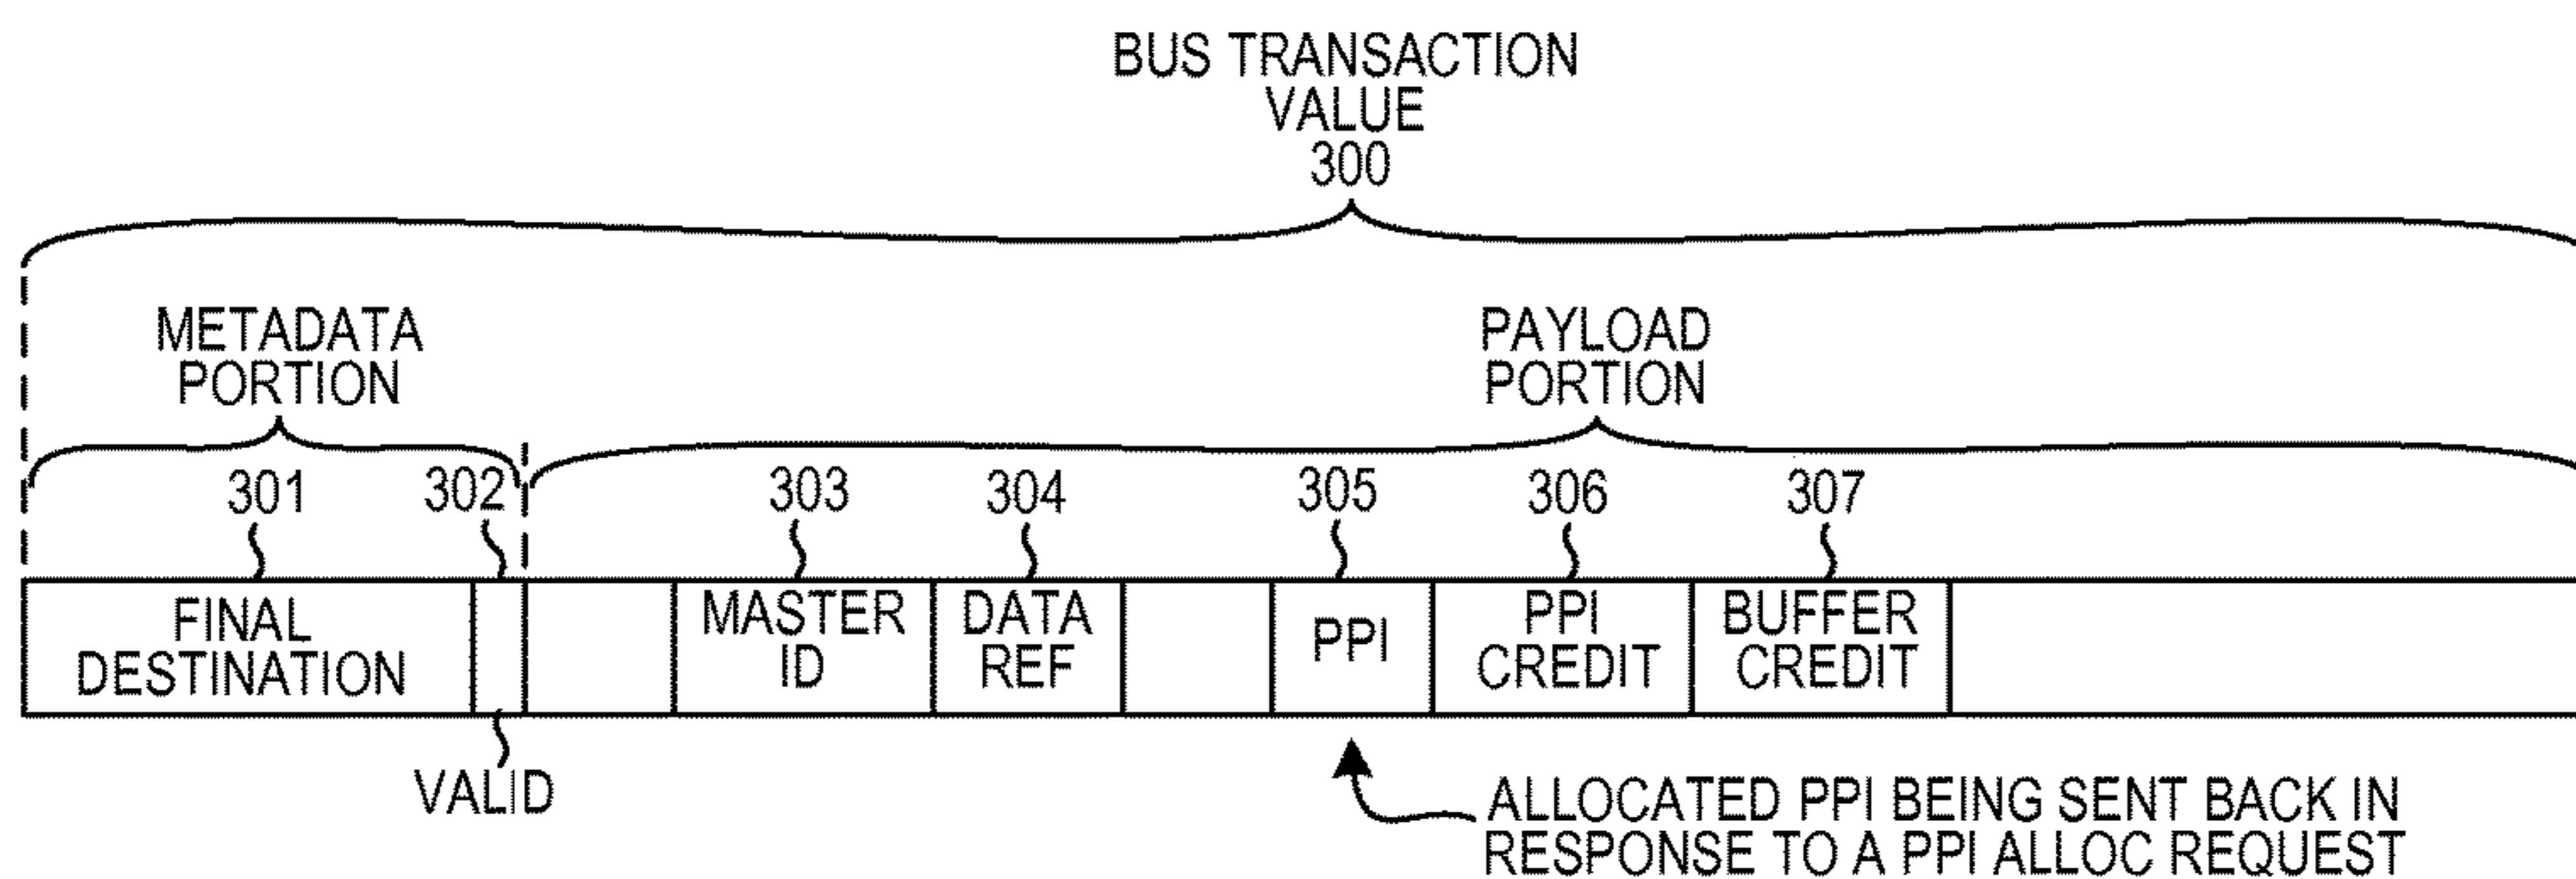 BUS TRANSACTION
VALUE
300
METADATA
PORTION
PAYLOAD
PORTION
301
302
303
304
305
306
307
FINAL
DESTINATION
MASTER
ID
DATA
REF
PPI
PPI
CREDIT
BUFFER
CREDIT
VALID
ALLOCATED PPI BEING SENT BACK IN
RESPONSE TO A PPI ALLOC REQUEST